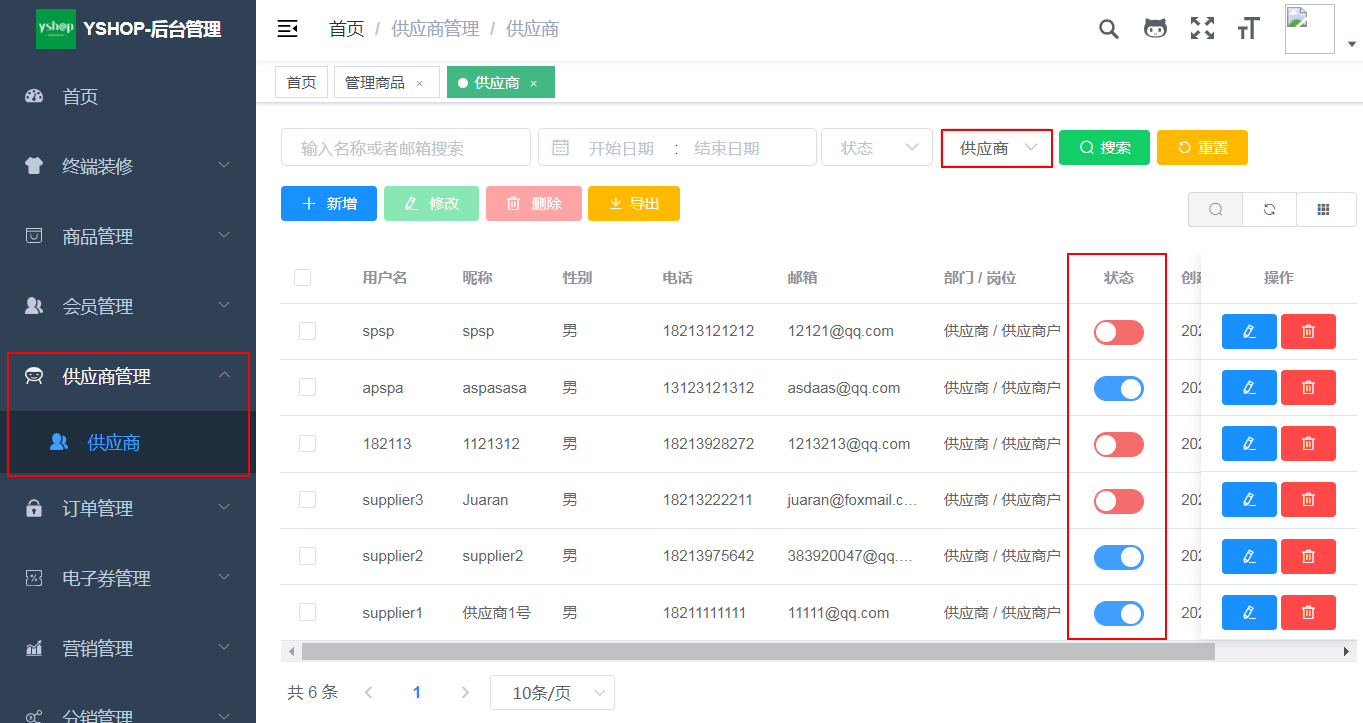 yshop YSHOP-后台管理
首页 / 供应商管理 / 供应商
首页
管理商品 ×
供应商 ×
首页
终端装修
商品管理
会员管理
供应商管理
供应商
订单管理
电子券管理
营销管理
分销管理
输入名称或者邮箱搜索 开始日期 : 结束日期 状态 供应商 搜索 重置
新增 修改 删除 导出
用户名 昵称 性别 电话 邮箱 部门 / 岗位 状态 操作
spsp spsp 男 18213121212 12121@qq.com 供应商 / 供应商户 202
apspa aspasasa 男 13123121312 asdaas@qq.com 供应商 / 供应商户 202
182113 1121312 男 18213928272 1213213@qq.com 供应商 / 供应商户 202
supplier3 Juaran 男 18213222211 juaran@foxmail.c... 供应商 / 供应商户 202
supplier2 supplier2 男 18213975642 383920047@qq.... 供应商 / 供应商户 202
supplier1 供应商1号 男 18211111111 11111@qq.com 供应商 / 供应商户 202
共 6 条 1 10条/页